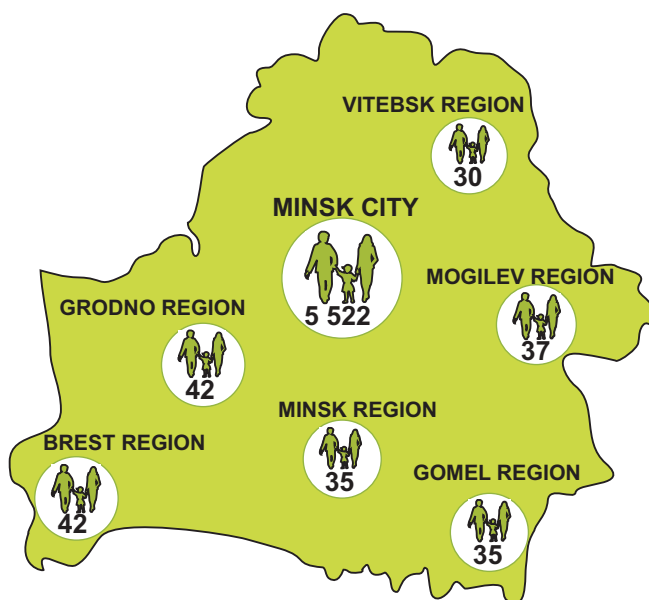 VITEBSK REGION
30
MINSK CITY
5 522
MOGILEV REGION
37
GRODNO REGION
42
MINSK REGION
35
BREST REGION
42
GOMEL REGION
35